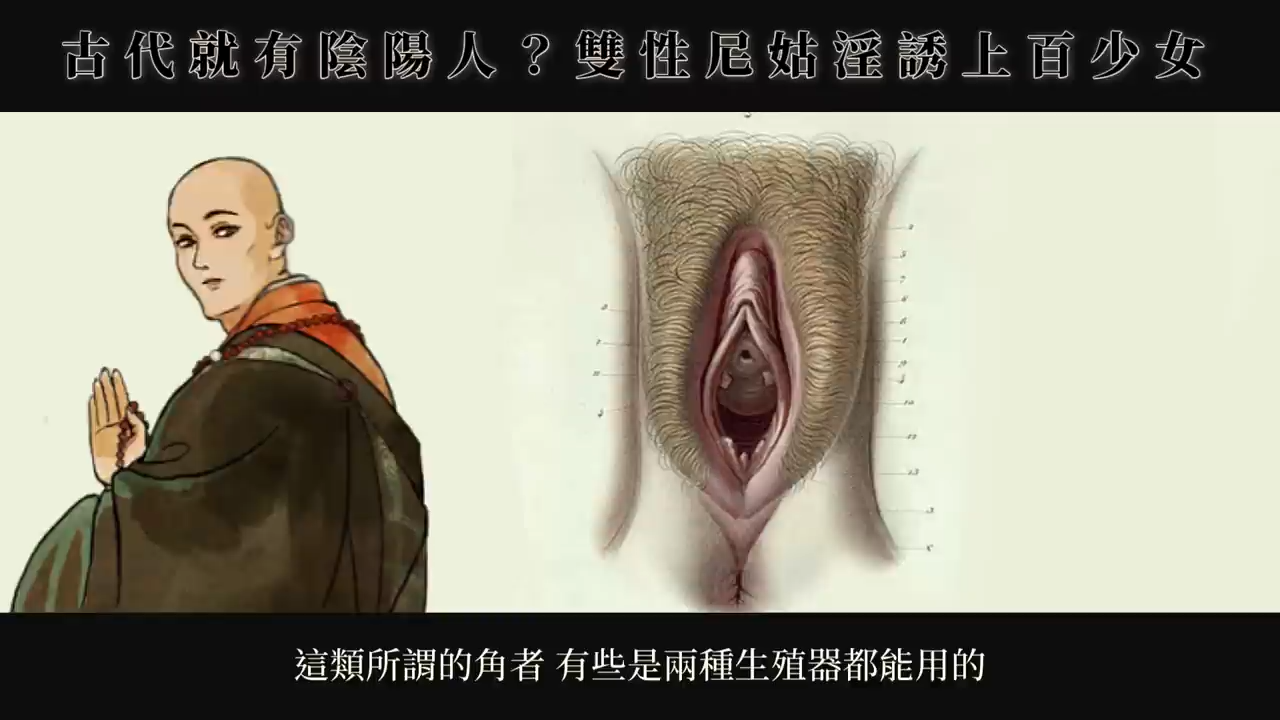 古代就有陰陽人？雙性尼姑淫誘上百少女
這類所謂的角者 有些是兩種生殖器都能用的